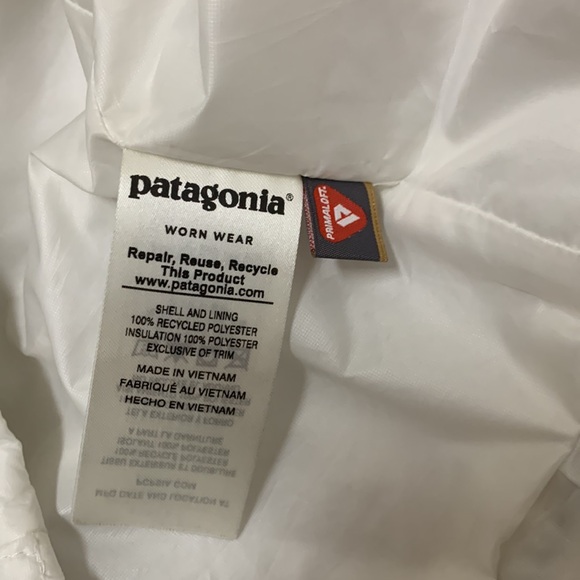 patagonia®
WORN WEAR
Repair, Reuse, Recycle
This Product
www.patagonia.com
SHELL AND LINING
100% RECYCLED POLYESTER
INSULATION 100% POLYESTER
EXCLUSIVE OF TRIM
MADE IN VIETNAM
FABRIQUÉ AU VIETNAM
HECHO EN VIETNAM
PRIMALOFT